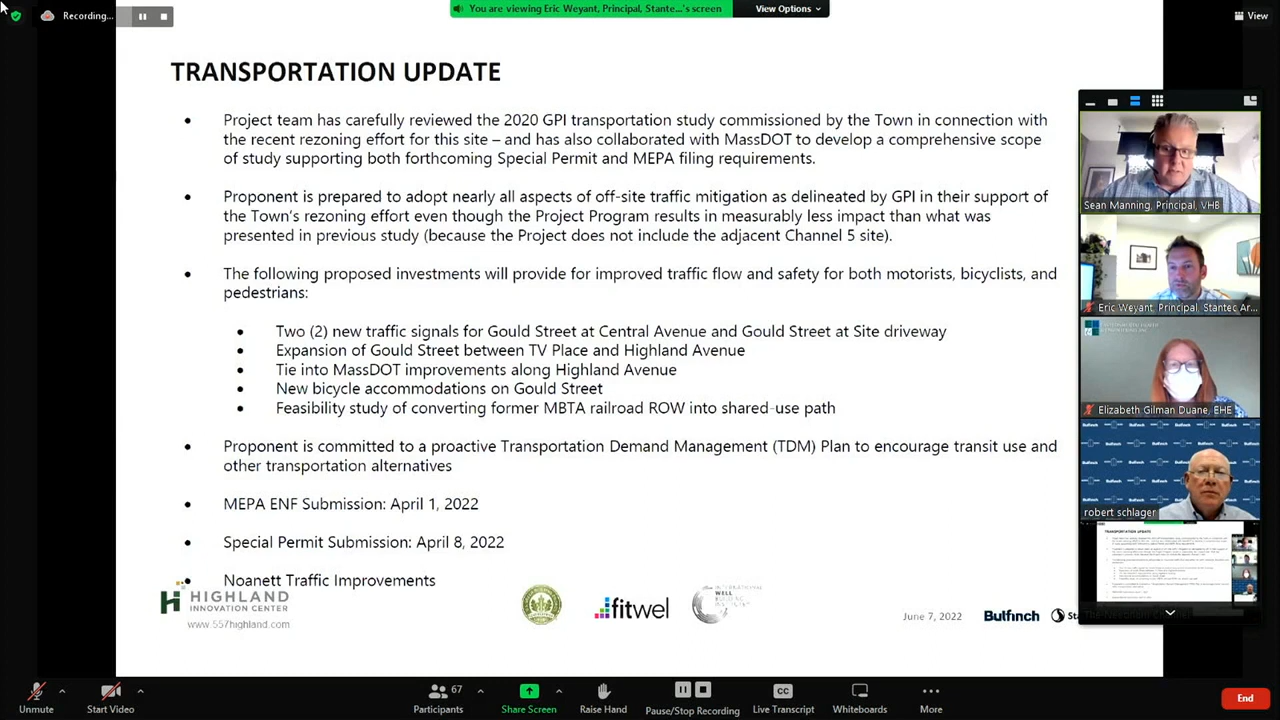 Recording...
You are viewing Eric Weyant, Principal, Stante...'s screen
View Options
View
TRANSPORTATION UPDATE
• Project team has carefully reviewed the 2020 GPI transportation study commissioned by the Town in connection with
the recent rezoning effort for this site – and has also collaborated with MassDOT to develop a comprehensive scope
of study supporting both forthcoming Special Permit and MEPA filing requirements.
• Proponent is prepared to adopt nearly all aspects of off-site traffic mitigation as delineated by GPI in their support of
the Town's rezoning effort even though the Project Program results in measurably less impact than what was
presented in previous study (because the Project does not include the adjacent Channel 5 site).
• The following proposed investments will provide for improved traffic flow and safety for both motorists, bicyclists, and
pedestrians:
• Two (2) new traffic signals for Gould Street at Central Avenue and Gould Street at Site driveway
• Expansion of Gould Street between TV Place and Highland Avenue
• Tie into MassDOT improvements along Highland Avenue
• New bicycle accommodations on Gould Street
• Feasibility study of converting former MBTA railroad ROW into shared-use path
• Proponent is committed to a proactive Transportation Demand Management (TDM) Plan to encourage transit use and
other transportation alternatives
• MEPA ENF Submission: April 1, 2022
• Special Permit Submission: April 8, 2022
• Noanett Traffic Improvements
HIGHLAND
INNOVATION CENTER
www.557highland.com
fitwel
INTERNATIONAL
WELL
BUILDING
INSTITUTE
June 7, 2022
Bulfinch
Sean Manning, Principal, VHB
Eric Weyant, Principal, Stantec Ar...
Elizabeth Gilman Duane, EHE
Bulfinch
robert schlager
TRANSPORTATION UPDATE
Unmute
Start Video
67
Participants
Share Screen
Raise Hand
Pause/Stop Recording
CC
Live Transcript
Whiteboards
More
End